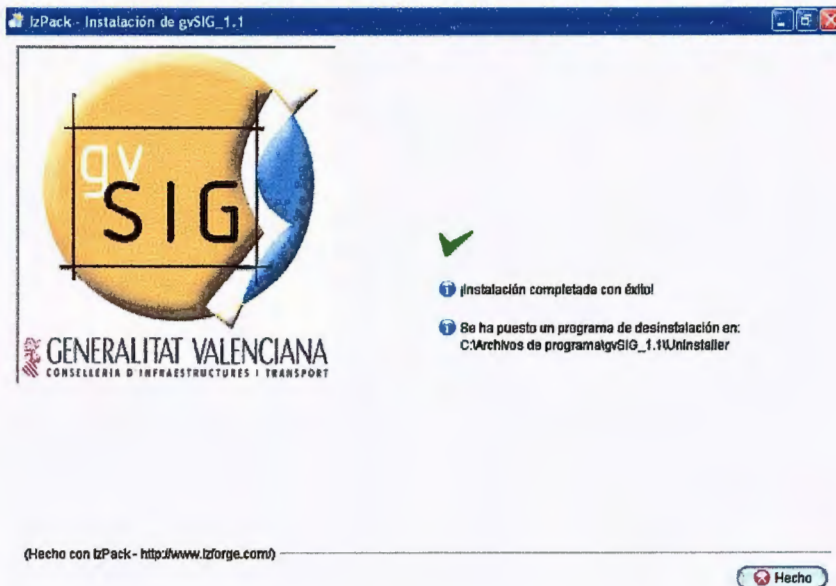 IzPack - Instalación de gvSIG_1.1
gv
SIG
GENERALITAT VALENCIANA
CONSELLERIA D INFRAESTRUCTURES I TRANSPORT
¡Instalación completada con éxito!
Se ha puesto un programa de desinstalación en:
C:\Archivos de programa\gvSIG_1.1\Uninstaller
(Hecho con IzPack - http://www.izforge.com/)
Hecho